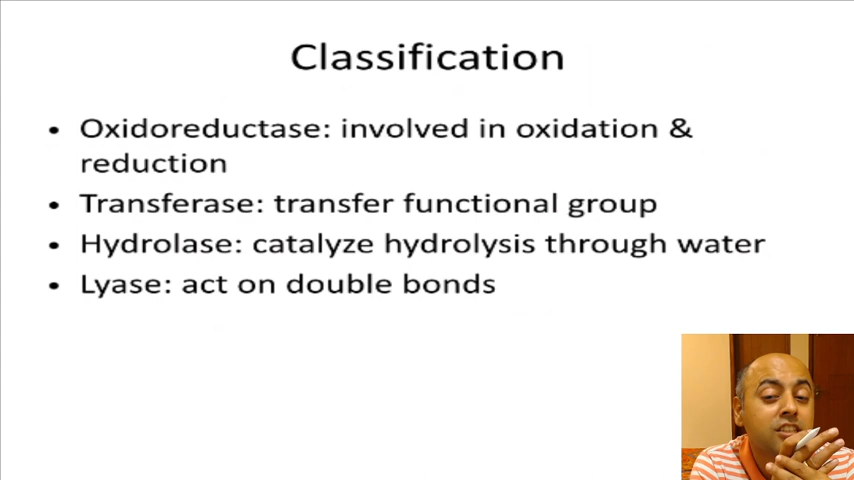 Classification
• Oxidoreductase: involved in oxidation &
reduction
• Transferase: transfer functional group
• Hydrolase: catalyze hydrolysis through water
• Lyase: act on double bonds